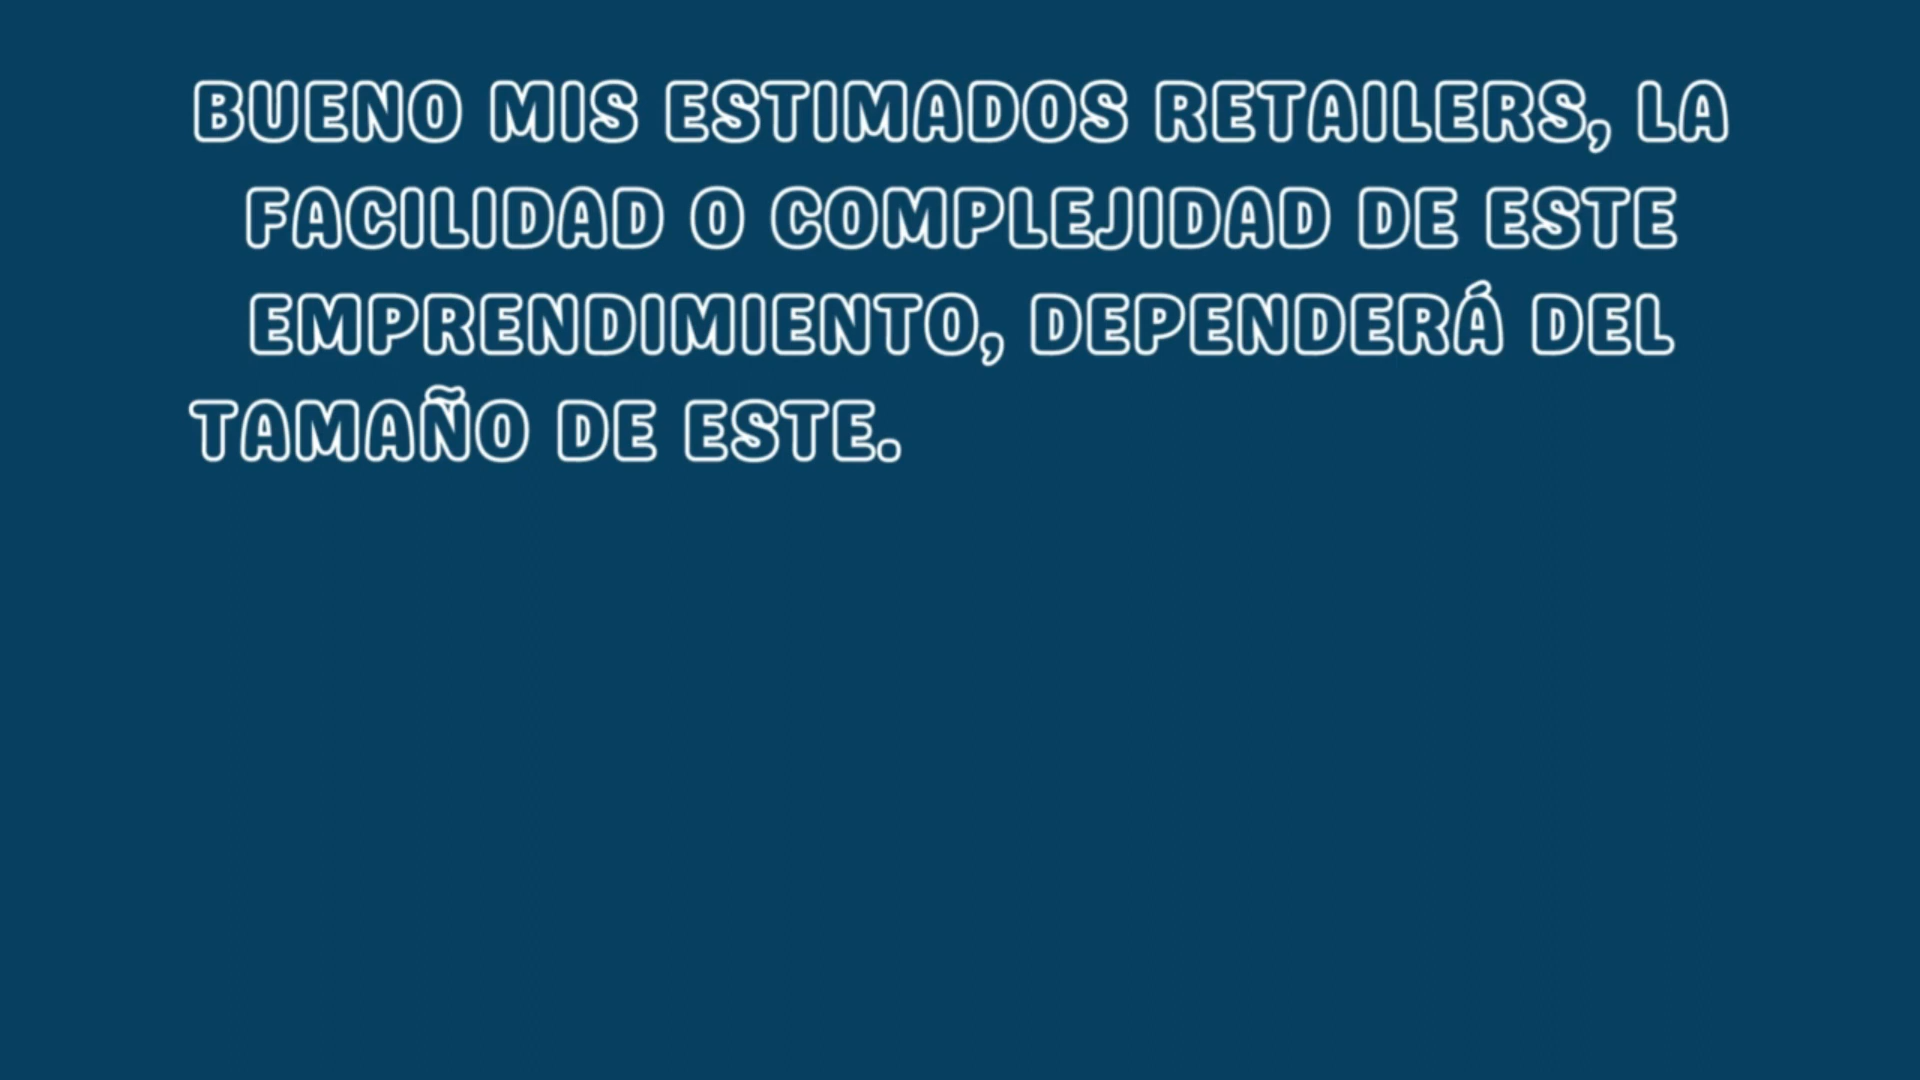 BUENO MIS ESTIMADOS RETAILERS, LA
FACILIDAD O COMPLEJIDAD DE ESTE
EMPRENDIMIENTO, DEPENDERÁ DEL
TAMAÑO DE ESTE.